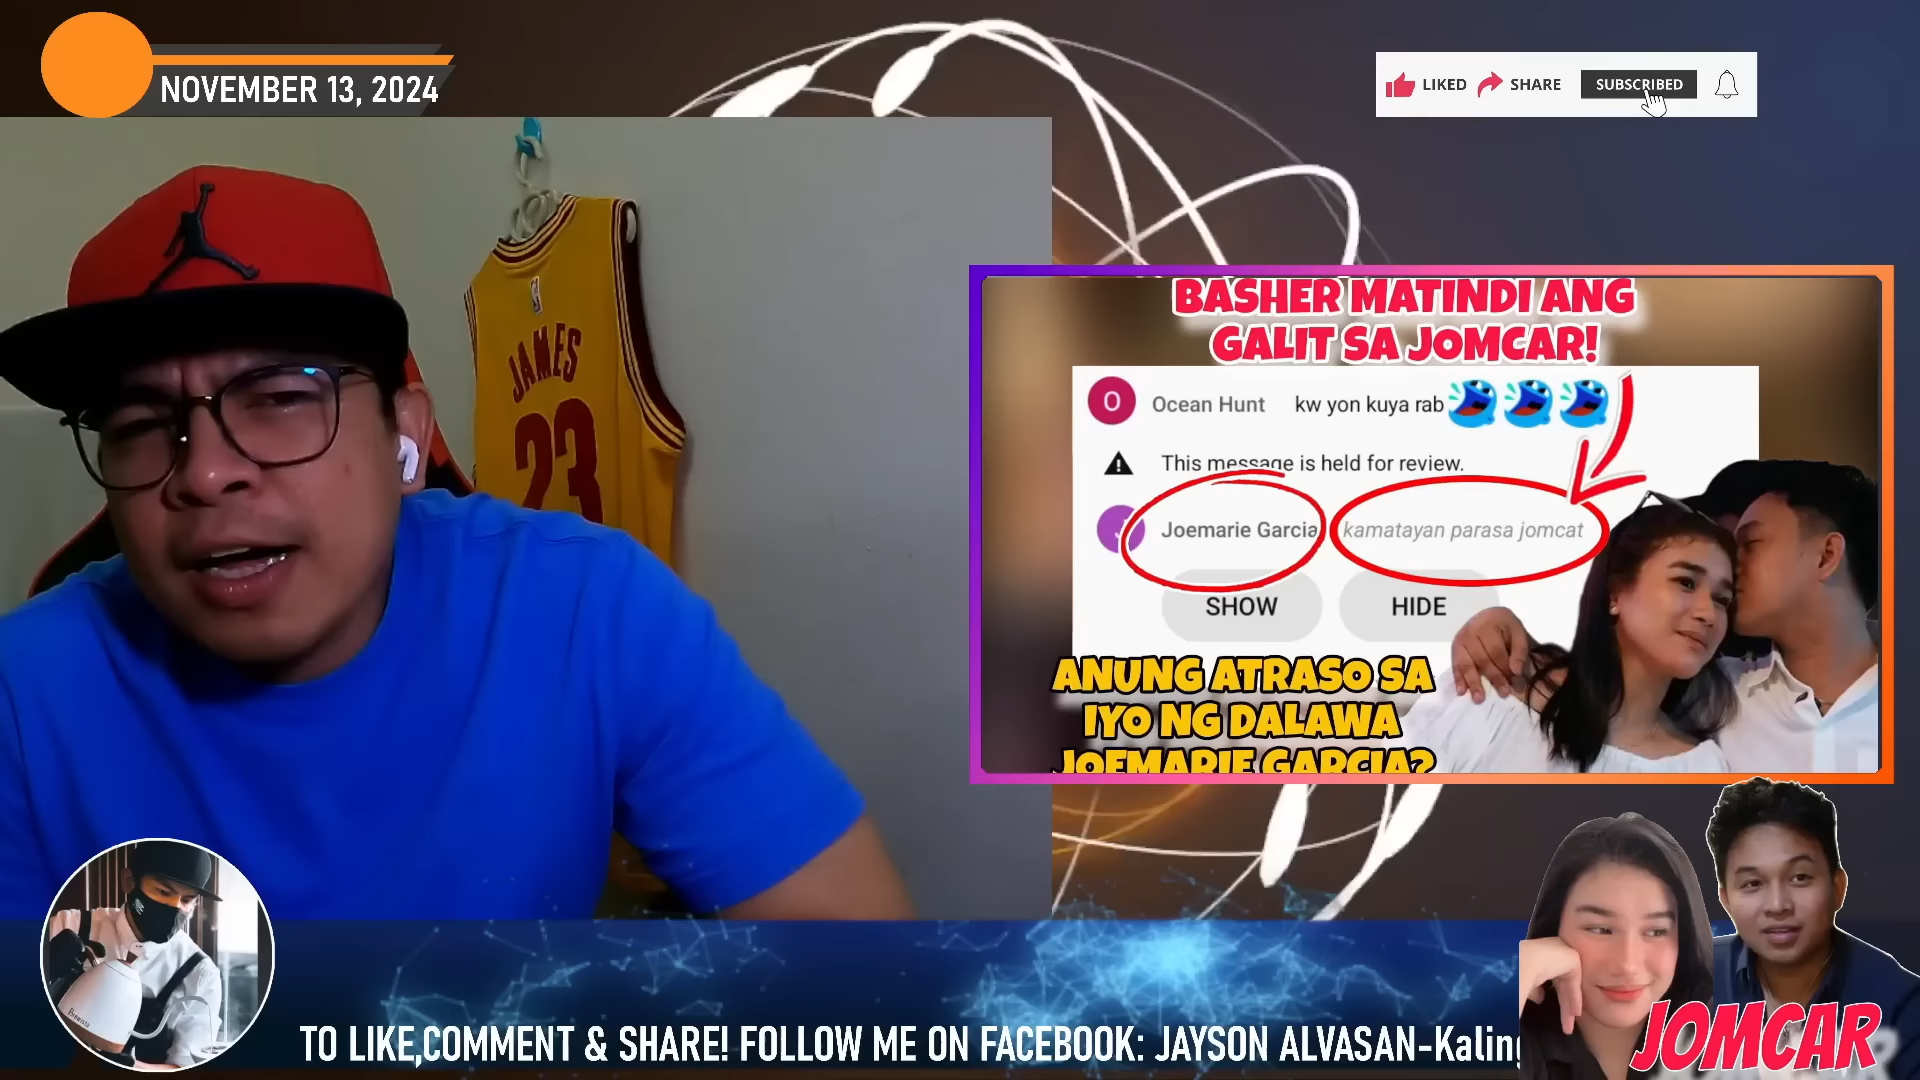 NOVEMBER 13, 2024
LIKED SHARE SUBSCRIBED
JAMES
23
BASHER MATINDI ANG
GALIT SA JOMCAR!
O Ocean Hunt kw yon kuya rab
This message is held for review.
J Joemarie Garcia kamatayan parasa jomcat
SHOW HIDE
ANUNG ATRASO SA
IYO NG DALAWA
JOEMARIE GARCIA?
TO LIKE,COMMENT & SHARE! FOLLOW ME ON FACEBOOK: JAYSON ALVASAN-Kaling
JOMCAR